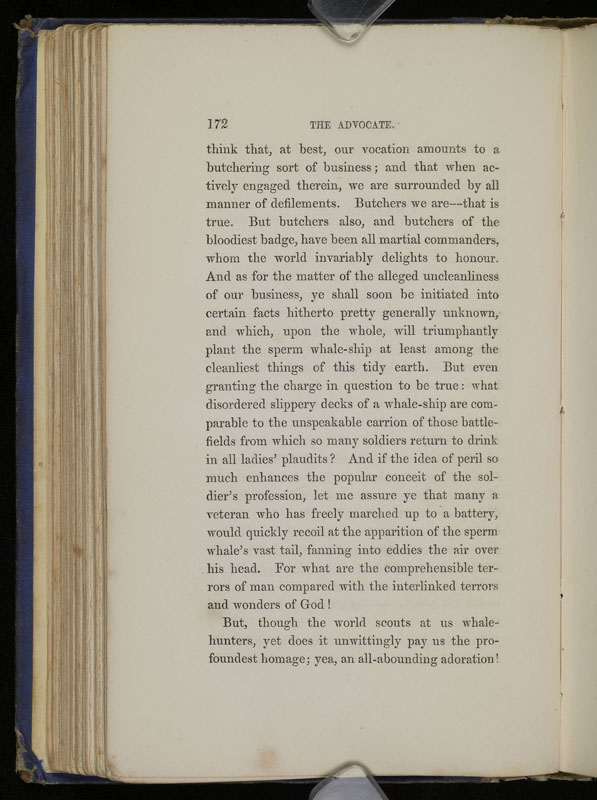 172 THE ADVOCATE.
think that, at best, our vocation amounts to a
butchering sort of business; and that when ac-
tively engaged therein, we are surrounded by all
manner of defilements. Butchers we are—that is
true. But butchers also, and butchers of the
bloodiest badge, have been all martial commanders,
whom the world invariably delights to honour.
And as for the matter of the alleged uncleanliness
of our business, ye shall soon be initiated into
certain facts hitherto pretty generally unknown,
and which, upon the whole, will triumphantly
plant the sperm whale-ship at least among the
cleanliest things of this tidy earth. But even
granting the charge in question to be true: what
disordered slippery decks of a whale-ship are com-
parable to the unspeakable carrion of those battle-
fields from which so many soldiers return to drink
in all ladies' plaudits? And if the idea of peril so
much enhances the popular conceit of the sol-
dier's profession, let me assure ye that many a
veteran who has freely marched up to a battery,
would quickly recoil at the apparition of the sperm
whale's vast tail, fanning into eddies the air over
his head. For what are the comprehensible ter-
rors of man compared with the interlinked terrors
and wonders of God!
But, though the world scouts at us whale-
hunters, yet does it unwittingly pay us the pro-
foundest homage; yea, an all-abounding adoration!